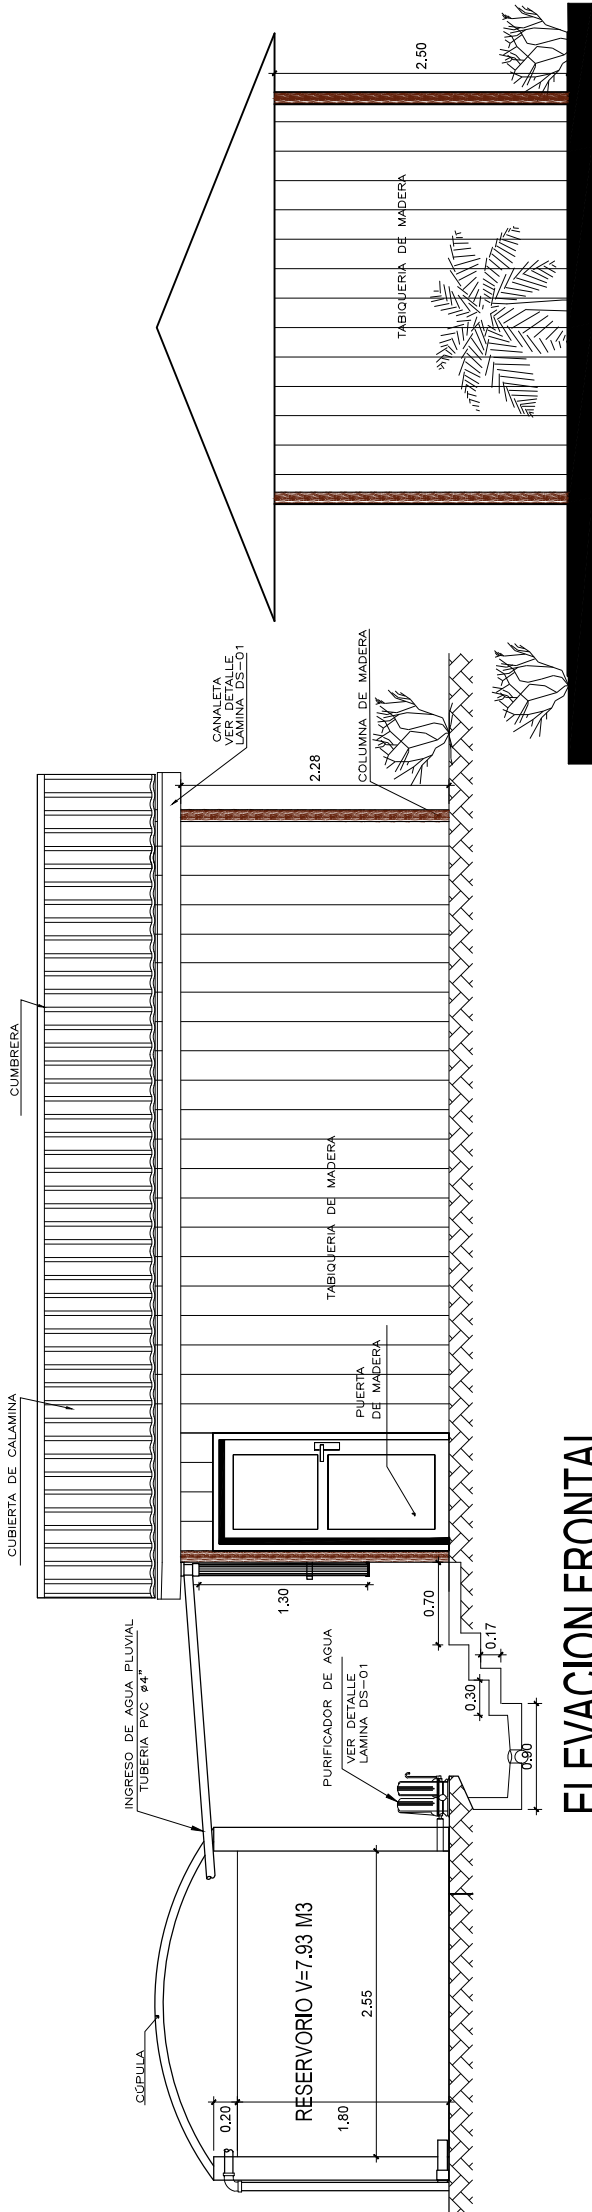 CÚPULA
INGRESO DE AGUA PLUVIAL
TUBERIA PVC ø4"
CUBIERTA DE CALAMINA
CUMBRERA
CANALETA
VER DETALLE
LAMINA DS-01
0.20
RESERVORIO V=7.93 M3
1.80
2.55
PURIFICADOR DE AGUA
VER DETALLE
LAMINA DS-01
1.30
0.70
0.30
0.17
0.90
PUERTA
DE MADERA
TABIQUERIA DE MADERA
2.28
COLUMNA DE MADERA
TABIQUERIA DE MADERA
2.50
ELEVACION FRONTAL